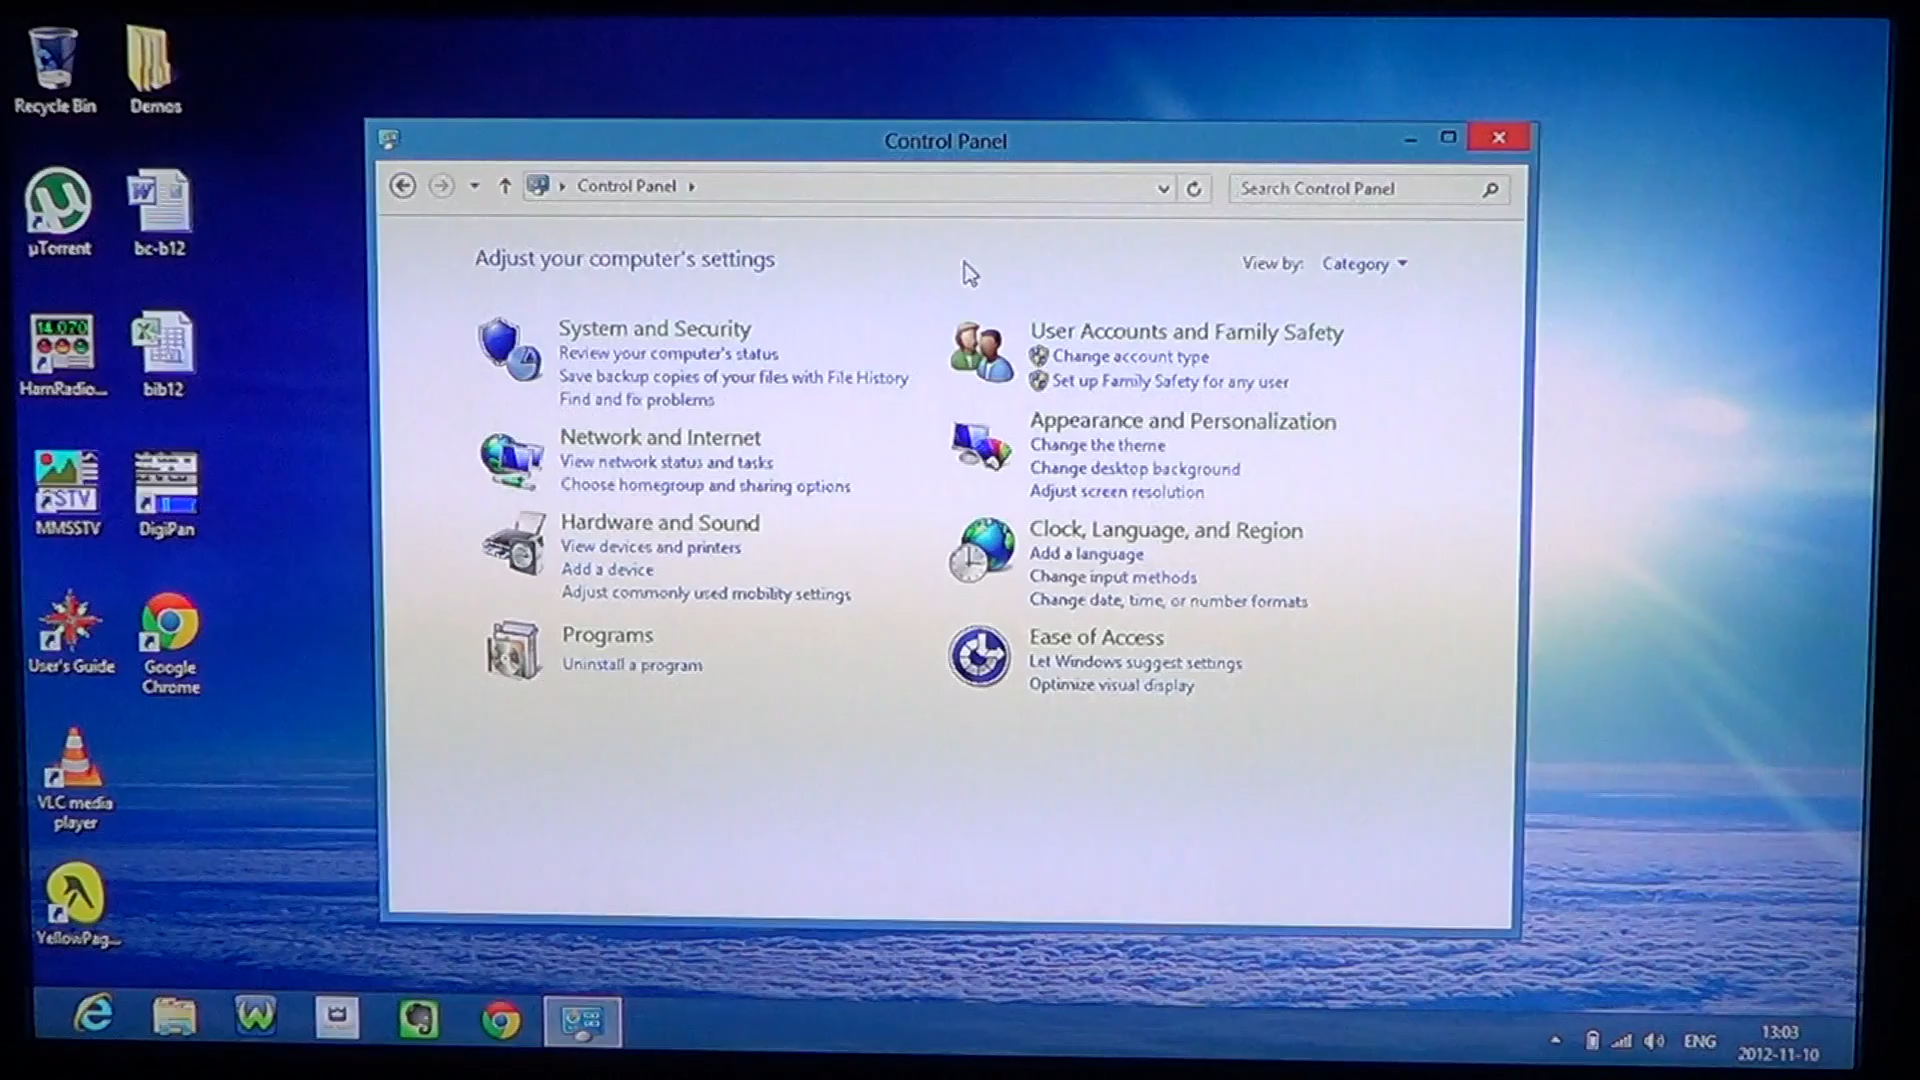 Recycle Bin
Demos
µTorrent
bc-b12
14.070
HamRadio...
bib12
SSTV
MMSSTV
DigiPan
User's Guide
Google
Chrome
VLC media
player
YellowPag...
Control Panel
Control Panel
Search Control Panel
Adjust your computer's settings
View by: Category
System and Security
Review your computer's status
Save backup copies of your files with File History
Find and fix problems
Network and Internet
View network status and tasks
Choose homegroup and sharing options
Hardware and Sound
View devices and printers
Add a device
Adjust commonly used mobility settings
Programs
Uninstall a program
User Accounts and Family Safety
Change account type
Set up Family Safety for any user
Appearance and Personalization
Change the theme
Change desktop background
Adjust screen resolution
Clock, Language, and Region
Add a language
Change input methods
Change date, time, or number formats
Ease of Access
Let Windows suggest settings
Optimize visual display
ENG
13:03
2012-11-10